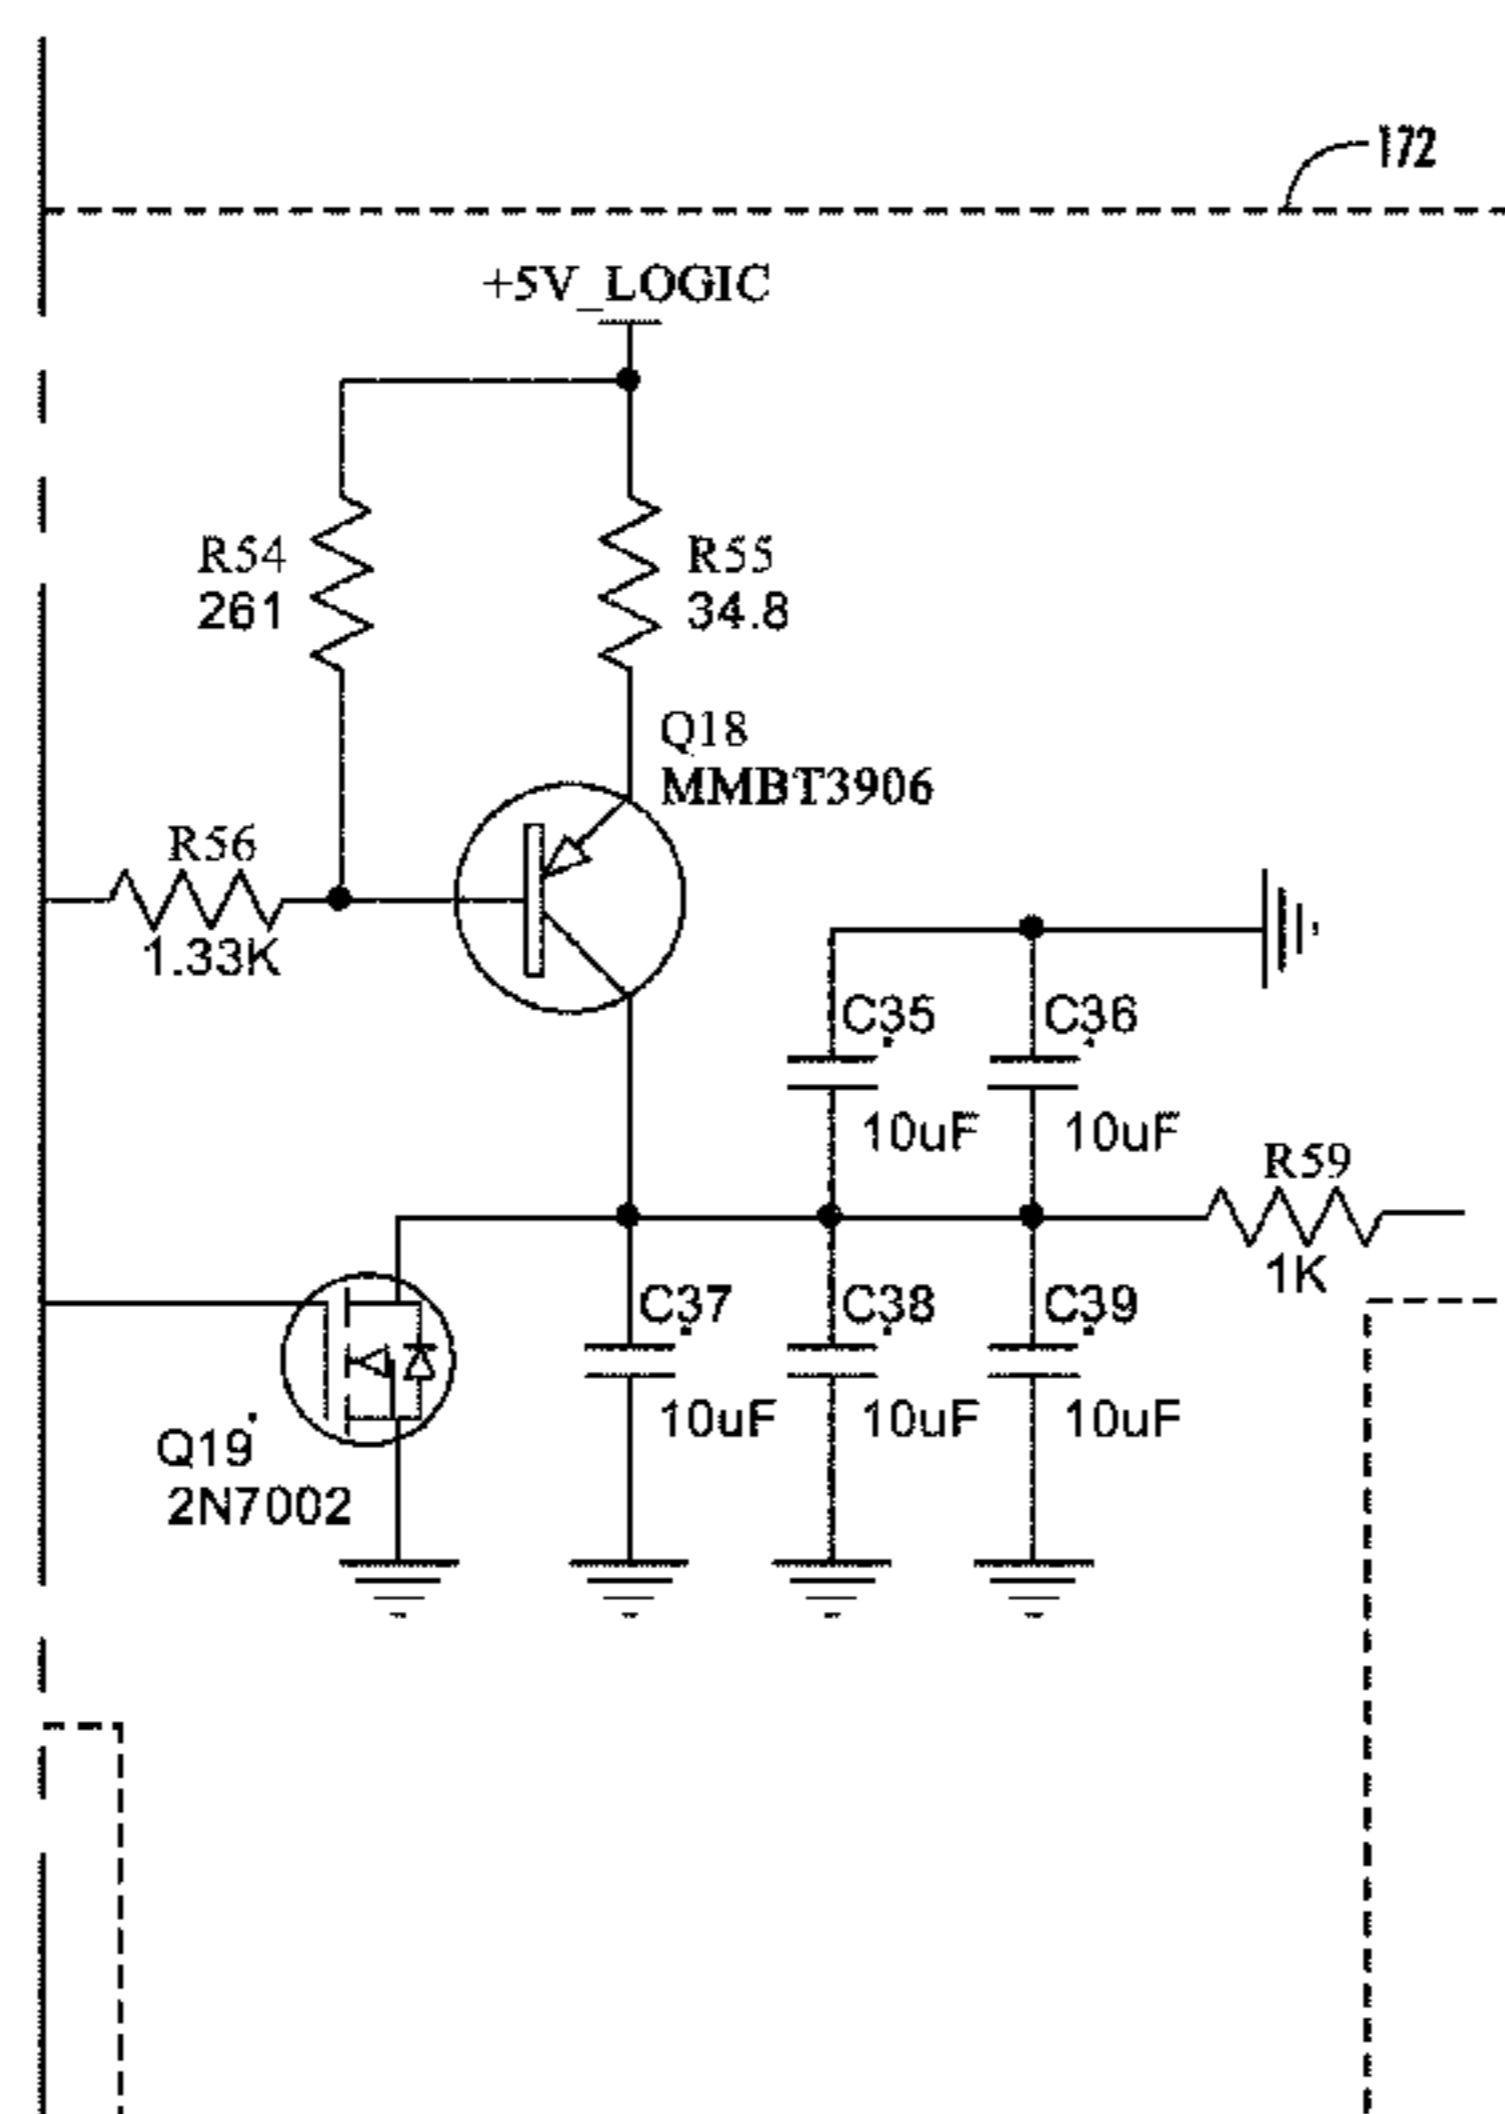 172
+5V_LOGIC
R54
261
R55
34.8
Q18
MMBT3906
R56
1.33K
C35
10uF
C36
10uF
R59
1K
C37
10uF
C38
10uF
C39
10uF
Q19
2N7002